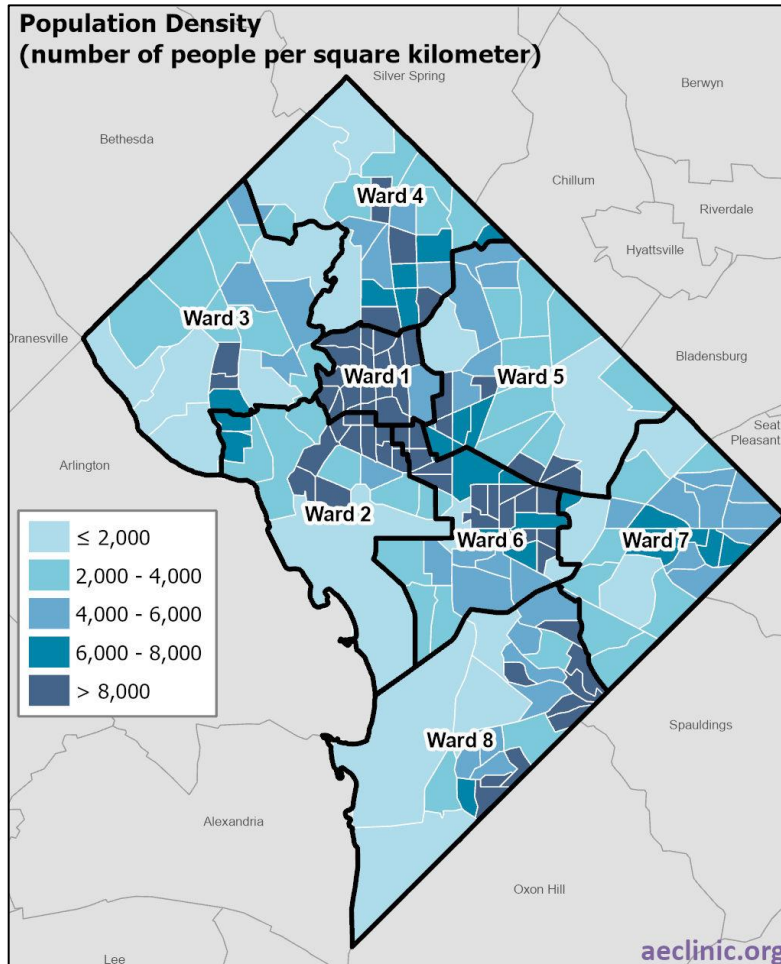 Population Density
(number of people per square kilometer)
Silver Spring
Berwyn
Bethesda
Chillum
Ward 4
Riverdale
Hyattsville
Ward 3
Dranesville
Bladensburg
Ward 1
Ward 5
Seat
Pleasant
Arlington
Ward 2
≤ 2,000
2,000 - 4,000
4,000 - 6,000
6,000 - 8,000
> 8,000
Ward 6
Ward 7
Spauldings
Ward 8
Alexandria
Oxon Hill
Lee
aeclinic.org